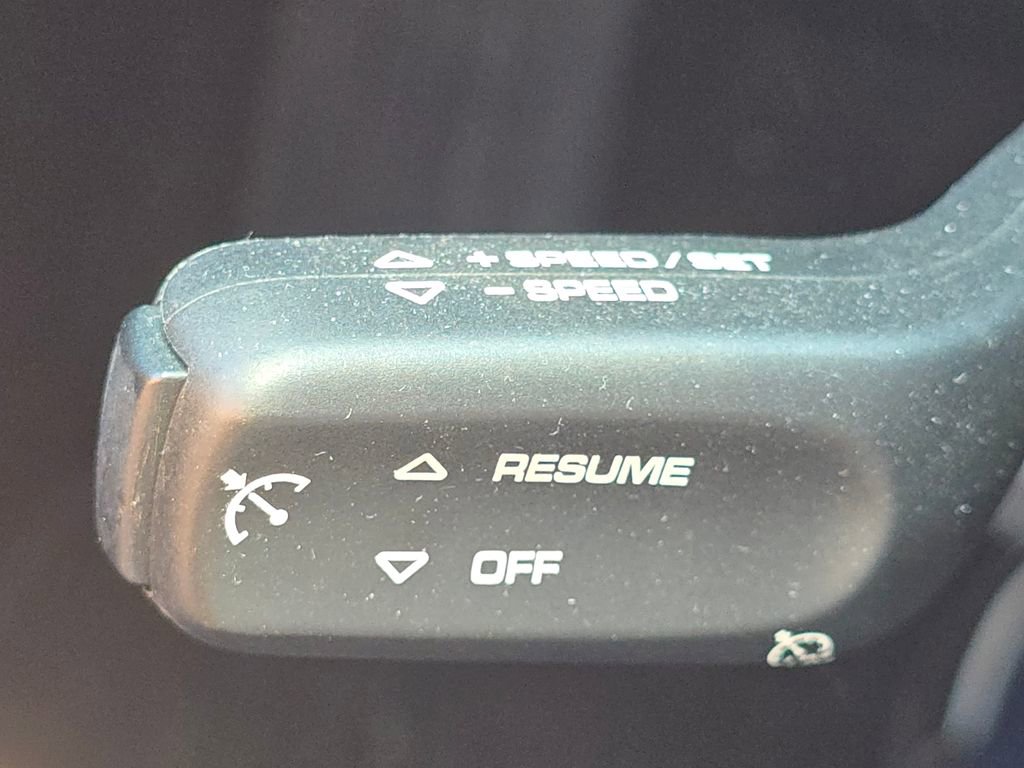 + SPEED / SET
- SPEED
RESUME
OFF